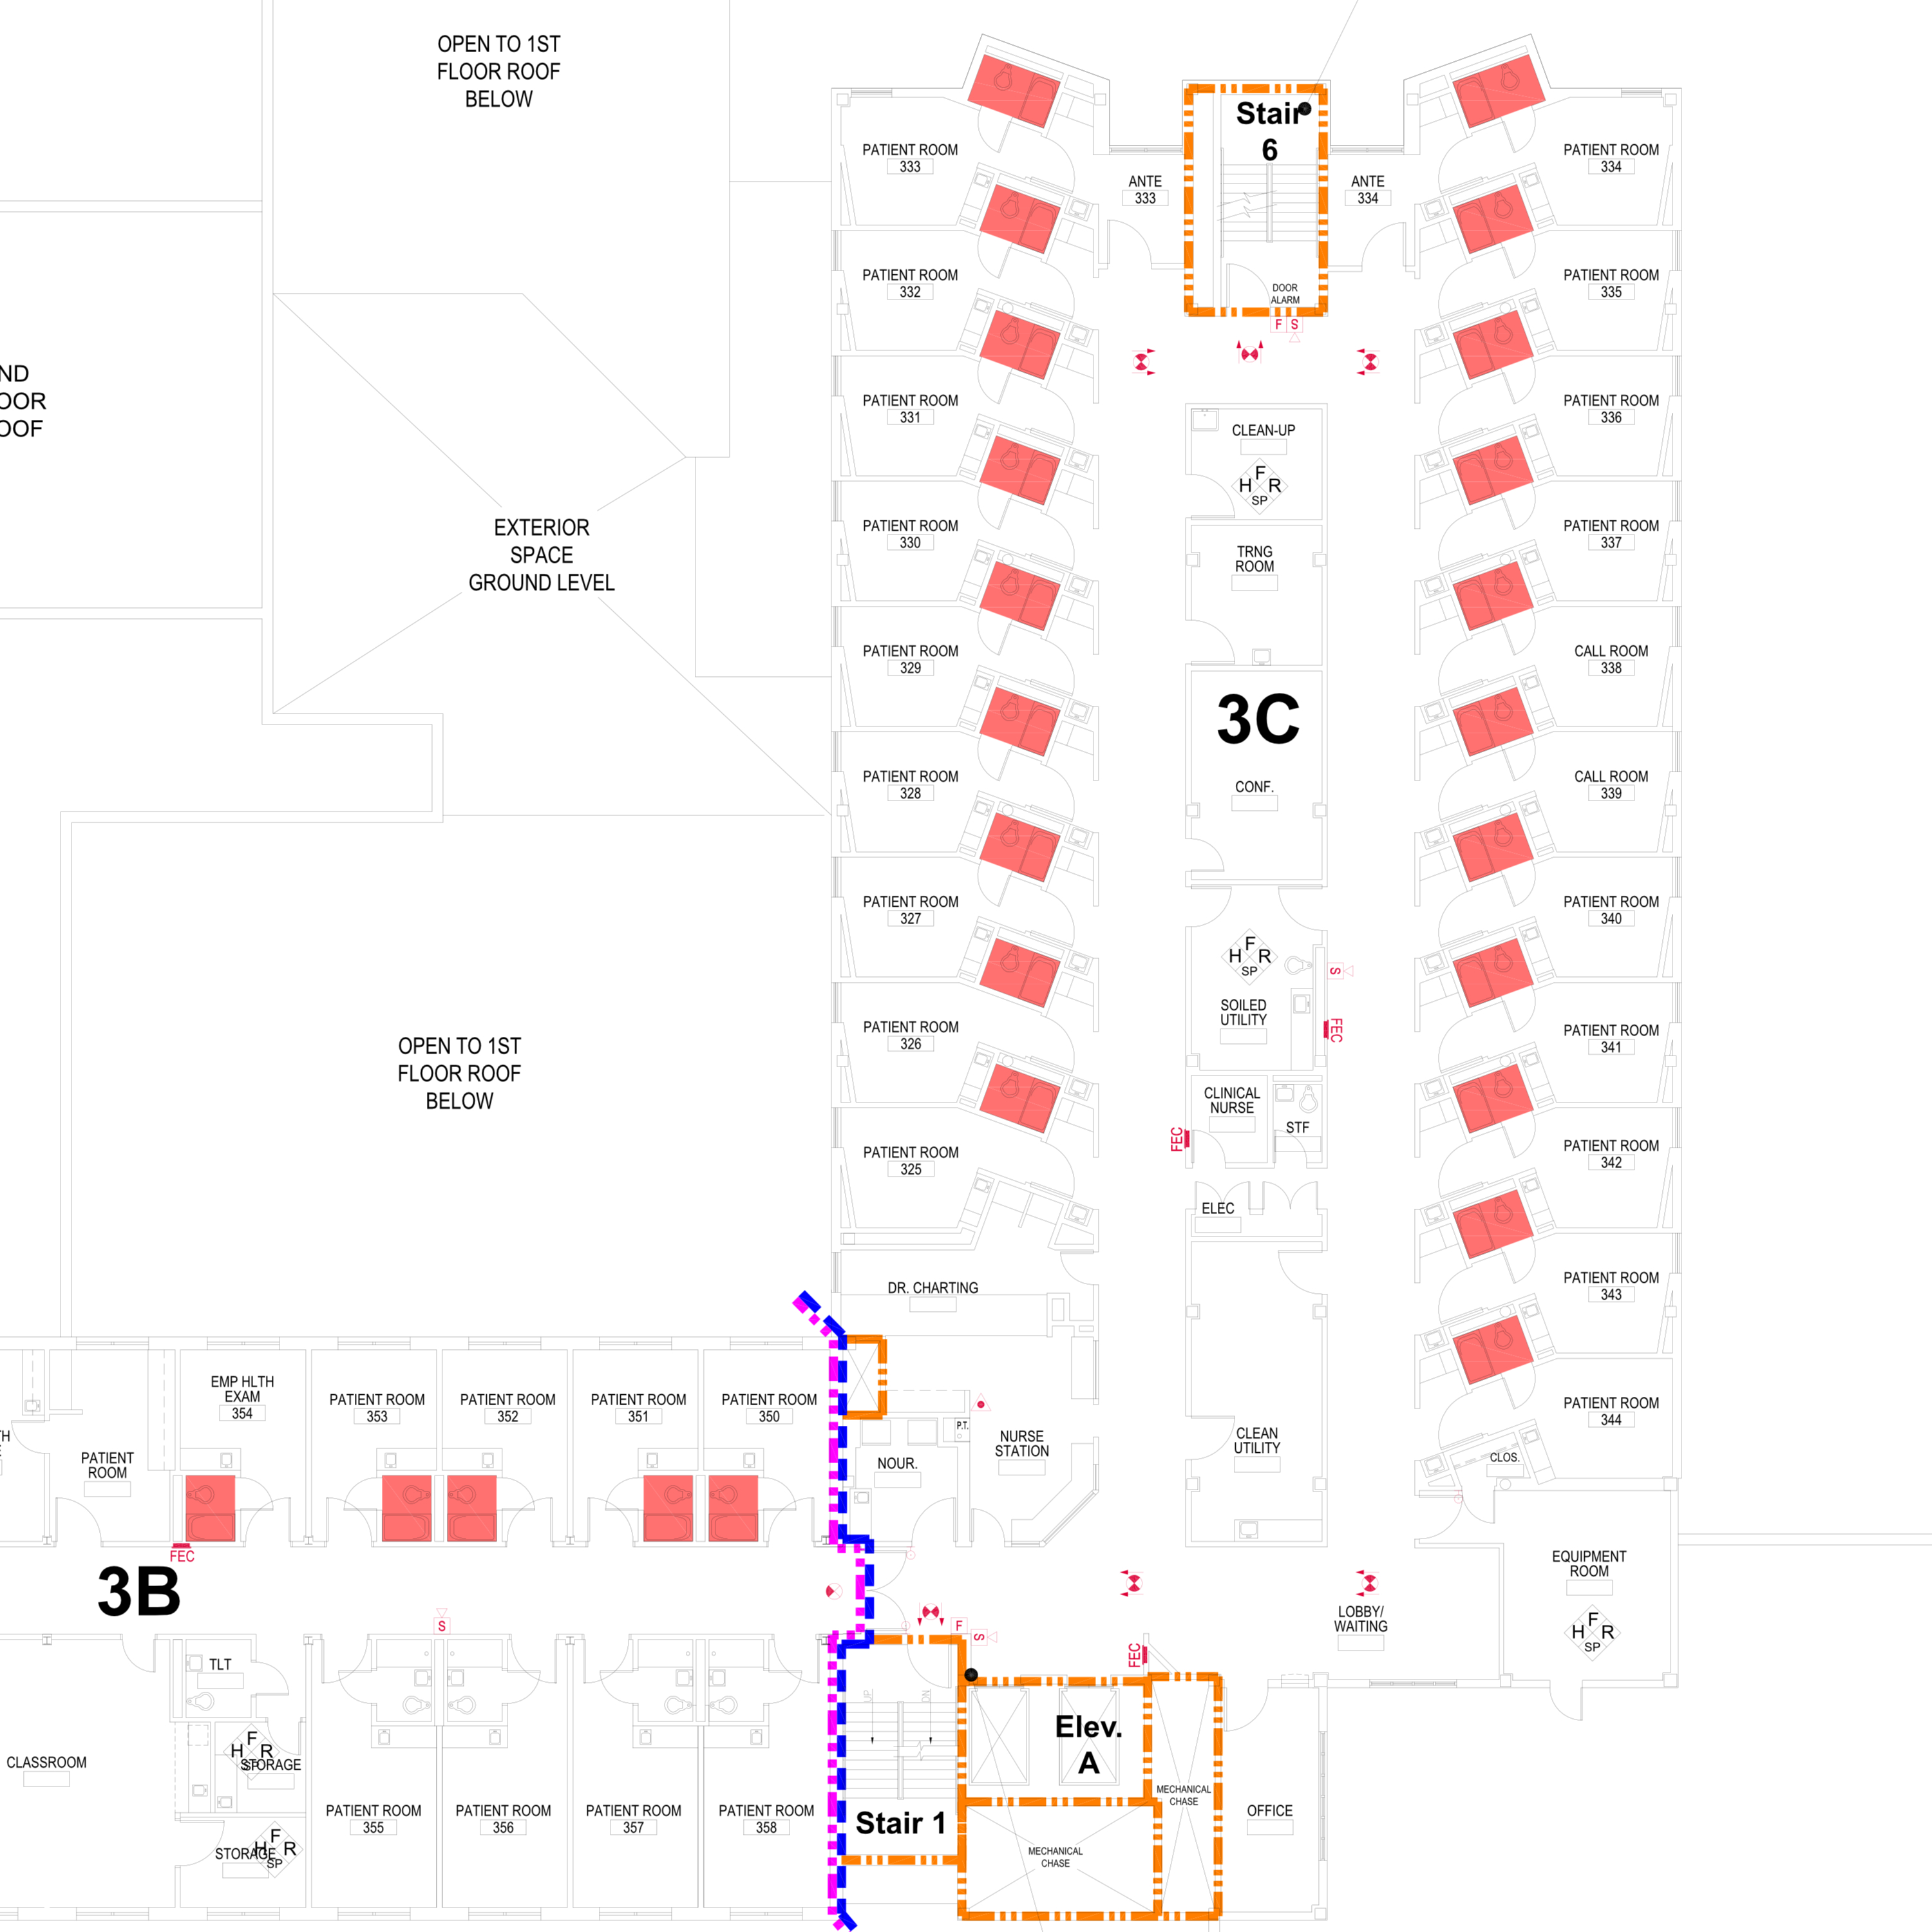 OPEN TO 1ST
FLOOR ROOF
BELOW
Stair
6
PATIENT ROOM
333
ANTE
333
ANTE
334
PATIENT ROOM
334
PATIENT ROOM
332
DOOR
ALARM
F S
PATIENT ROOM
335
ND
OOR
OOF
PATIENT ROOM
331
CLEAN-UP
F
H R
SP
PATIENT ROOM
336
EXTERIOR
SPACE
GROUND LEVEL
PATIENT ROOM
330
TRNG
ROOM
PATIENT ROOM
337
PATIENT ROOM
329
CALL ROOM
338
3C
PATIENT ROOM
328
CONF.
CALL ROOM
339
PATIENT ROOM
327
F
H R
SP
S
PATIENT ROOM
340
OPEN TO 1ST
FLOOR ROOF
BELOW
PATIENT ROOM
326
SOILED
UTILITY
FEC
PATIENT ROOM
341
PATIENT ROOM
325
CLINICAL
NURSE
STF
FEC
PATIENT ROOM
342
ELEC
DR. CHARTING
PATIENT ROOM
343
EMP HLTH
EXAM
354
PATIENT ROOM
353
PATIENT ROOM
352
PATIENT ROOM
351
PATIENT ROOM
350
P.T.
NURSE
STATION
CLEAN
UTILITY
PATIENT ROOM
344
TH
PATIENT
ROOM
NOUR.
CLOS.
FEC
3B
EQUIPMENT
ROOM
F
H R
SP
S
F
S
FEC
LOBBY/
WAITING
TLT
UP
DN
Elev.
A
CLASSROOM
F
H R
SP
STORAGE
MECHANICAL
CHASE
PATIENT ROOM
355
PATIENT ROOM
356
PATIENT ROOM
357
PATIENT ROOM
358
Stair 1
OFFICE
F
H R
SP
STORAGE
MECHANICAL
CHASE